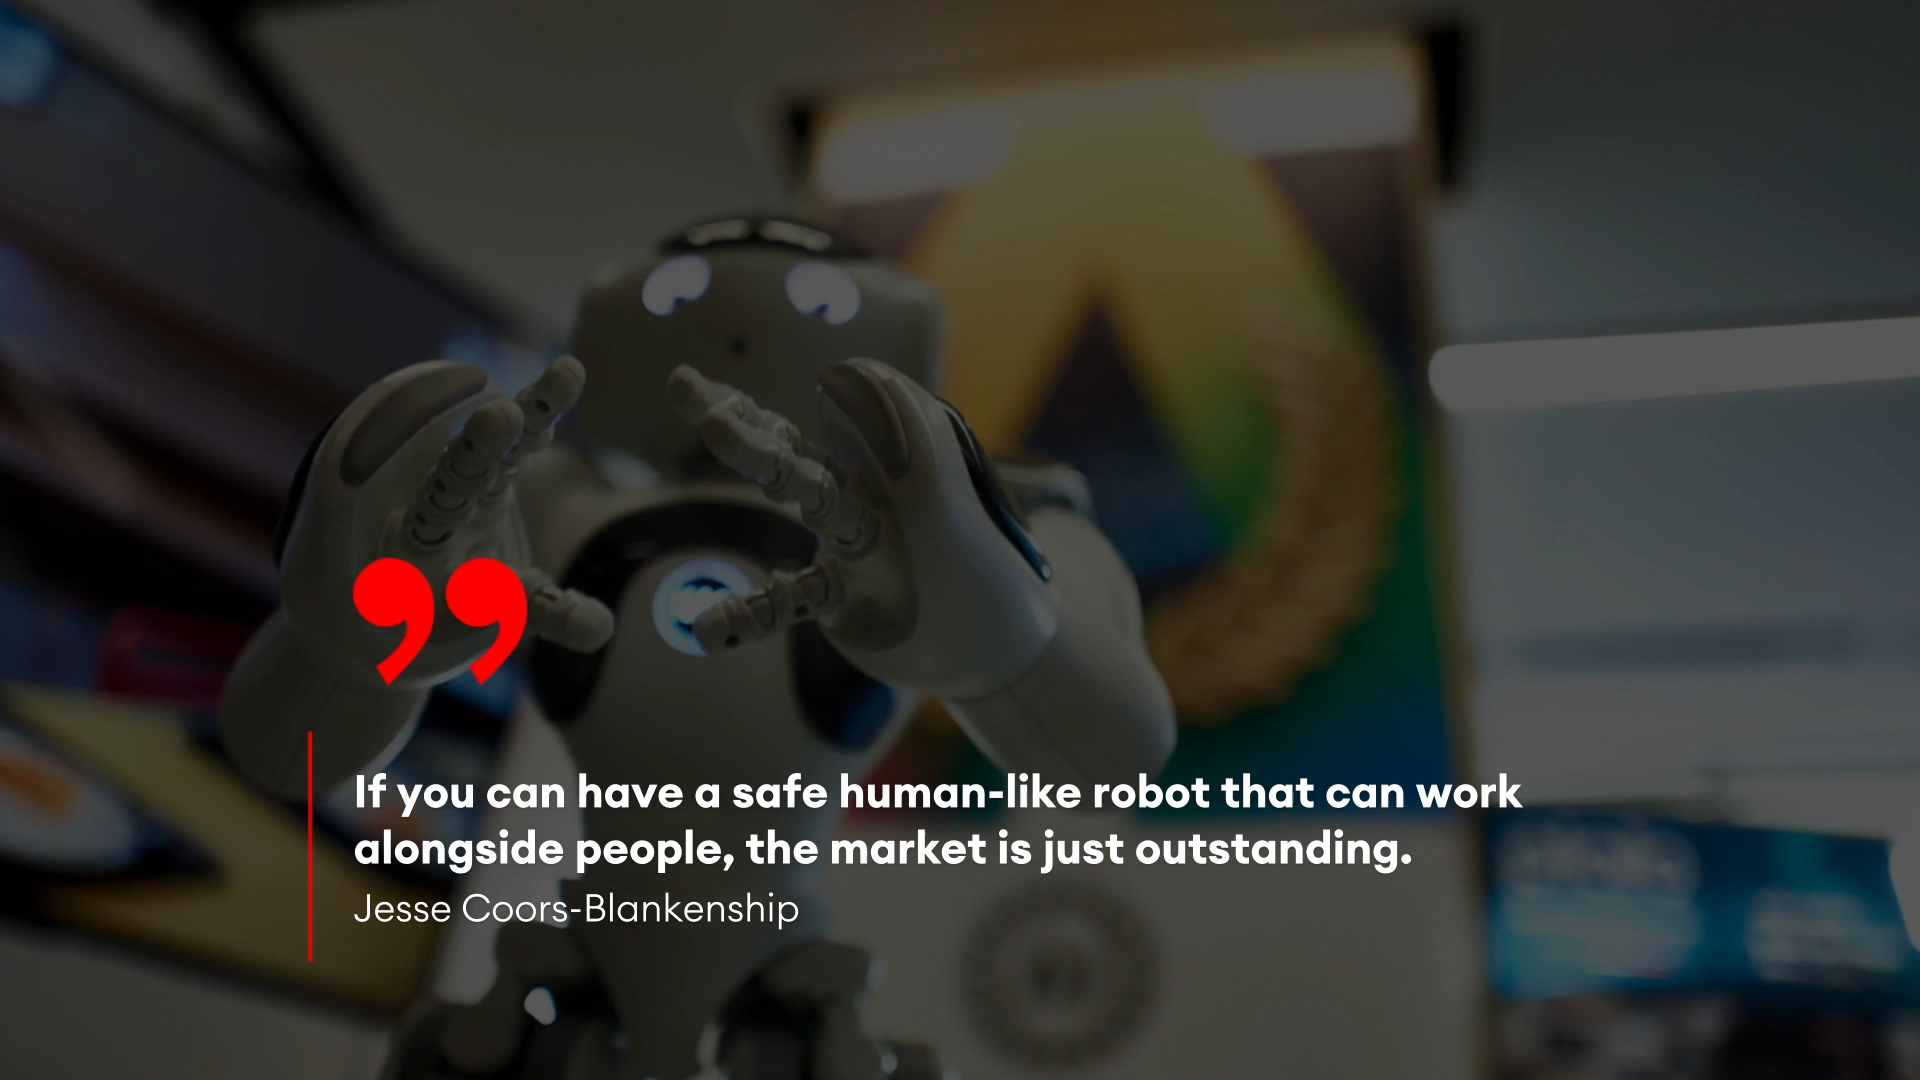 If you can have a safe human-like robot that can work
alongside people, the market is just outstanding.
Jesse Coors-Blankenship